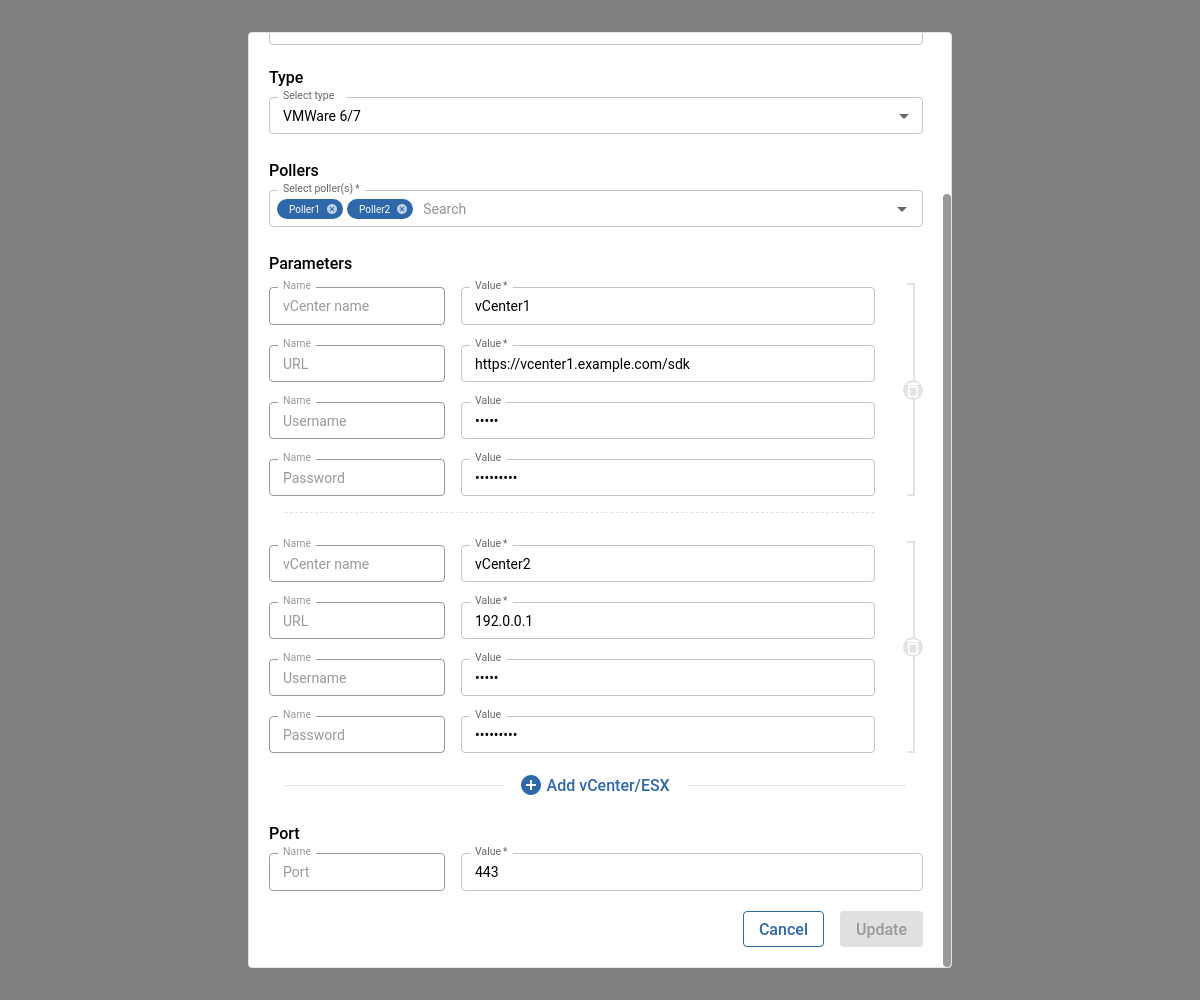 Type
Select type
VMWare 6/7
Pollers
Select poller(s) *
Poller1 Poller2 Search
Parameters
Name Value *
vCenter name vCenter1
Name Value *
URL https://vcenter1.example.com/sdk
Name Value
Username •••••
Name Value
Password •••••••••
Name Value *
vCenter name vCenter2
Name Value *
URL 192.0.0.1
Name Value
Username •••••
Name Value
Password •••••••••
Add vCenter/ESX
Port
Name Value *
Port 443
Cancel Update